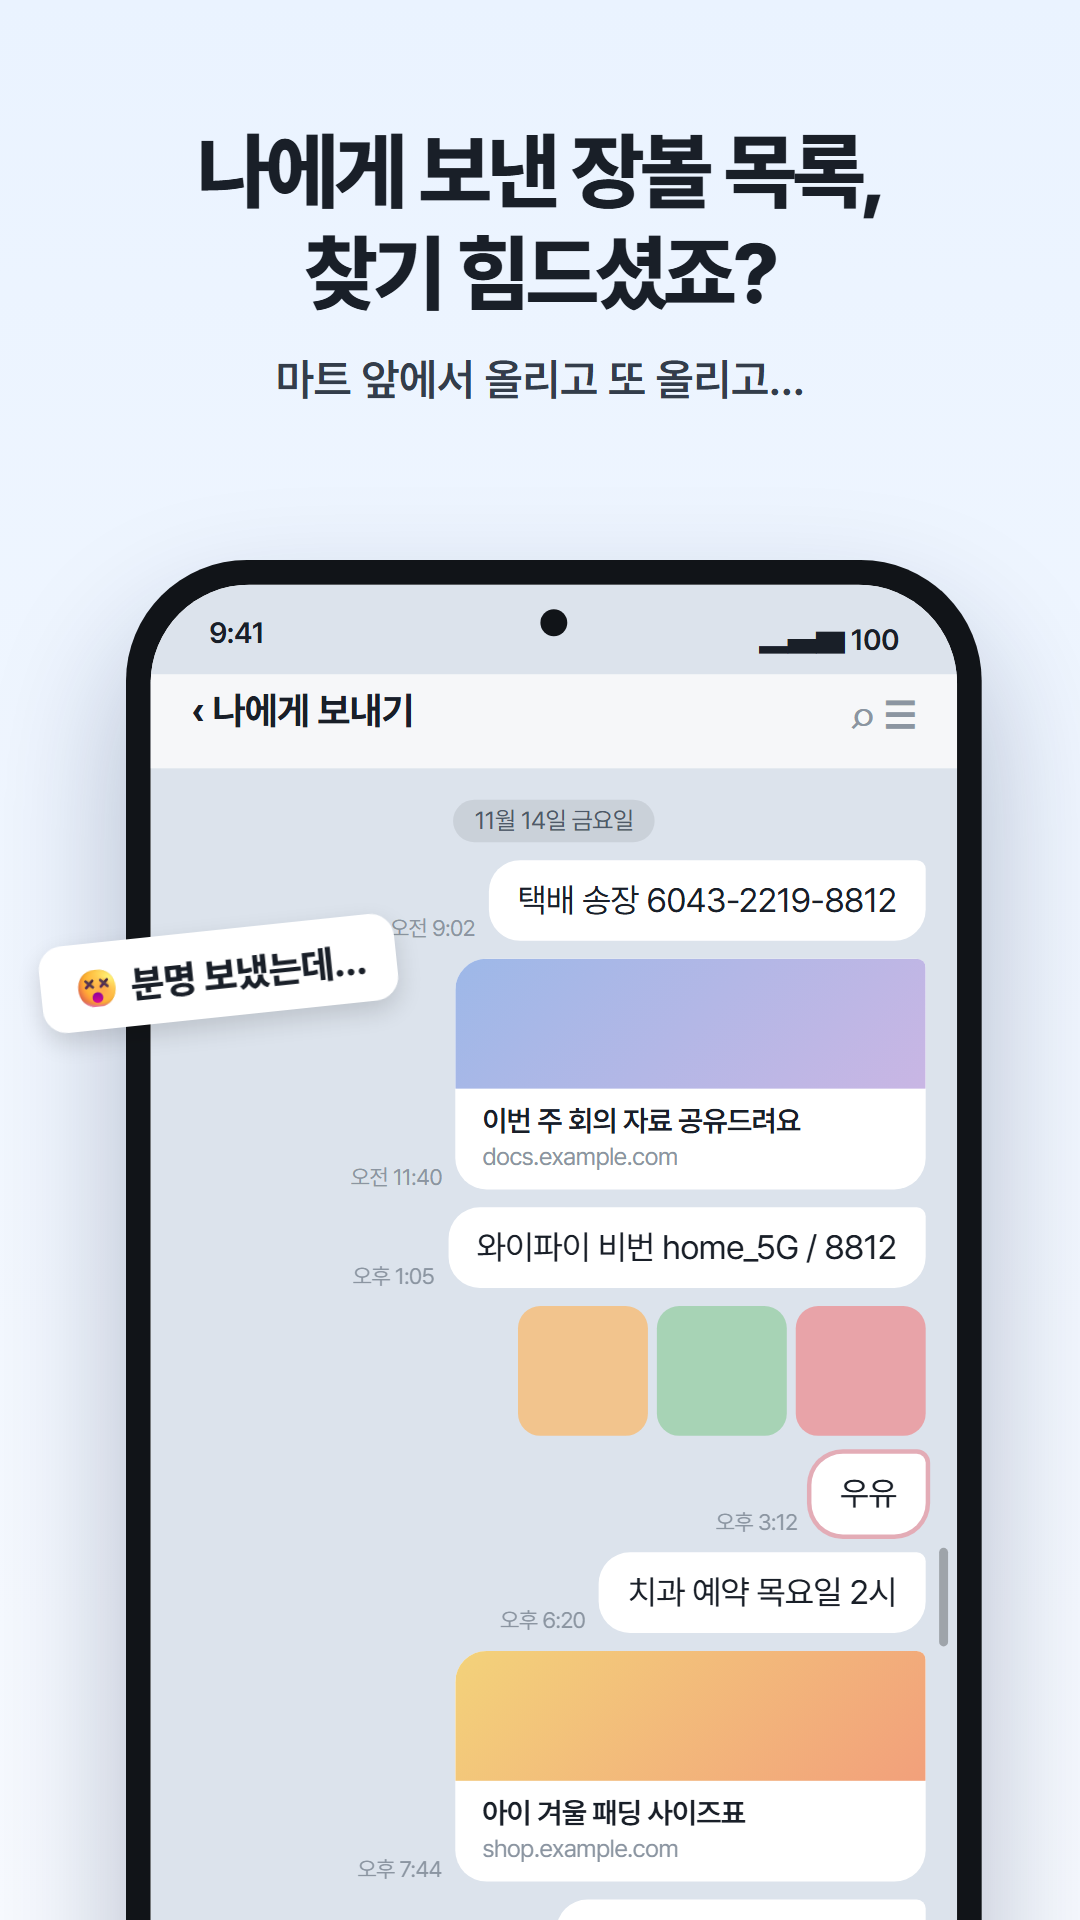 나에게 보낸 장볼 목록,
찾기 힘드셨죠?
마트 앞에서 올리고 또 올리고...
9:41
100
‹ 나에게 보내기
11월 14일 금요일
택배 송장 6043-2219-8812
오전 9:02
😵 분명 보냈는데...
이번 주 회의 자료 공유드려요
docs.example.com
오전 11:40
와이파이 비번 home_5G / 8812
오후 1:05
우유
오후 3:12
치과 예약 목요일 2시
오후 6:20
아이 겨울 패딩 사이즈표
shop.example.com
오후 7:44